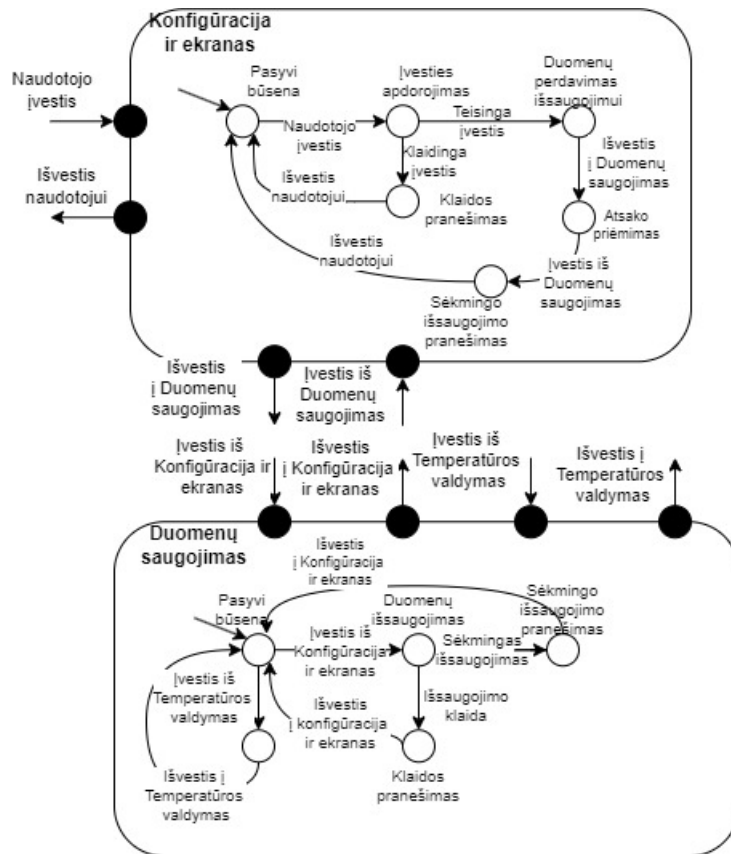 Konfigūracija
ir ekranas
Naudotojo
įvestis
Išvestis
naudotojui
Pasyvi
būsena
Įvesties
apdorojimas
Duomenų
perdavimas
išsaugojimui
Naudotojo
įvestis
Teisinga
įvestis
Klaidinga
įvestis
Išvestis
į Duomenų
saugojimas
Išvestis
naudotojui
Klaidos
pranešimas
Atsako
priėmimas
Išvestis
naudotojui
Įvestis iš
Duomenų
saugojimas
Sėkmingo
išsaugojimo
pranešimas
Išvestis
į Duomenų
saugojimas
Įvestis iš
Duomenų
saugojimas
Įvestis iš
Konfigūracija ir
ekranas
Išvestis
į Konfigūracija
ir ekranas
Įvestis iš
Temperatūros
valdymas
Išvestis į
Temperatūros
valdymas
Duomenų
saugojimas
Išvestis
į Konfigūracija
ir ekranas
Pasyvi
būsena
Duomenų
išsaugojimas
Sėkmingo
išsaugojimo
pranešimas
Įvestis iš
Konfigūracija
ir ekranas
Sėkmingas
išsaugojimas
Įvestis iš
Temperatūros
valdymas
Išvestis
į konfigūracija
ir ekranas
Išsaugojimo
klaida
Klaidos
pranešimas
Išvestis į
Temperatūros
valdymas